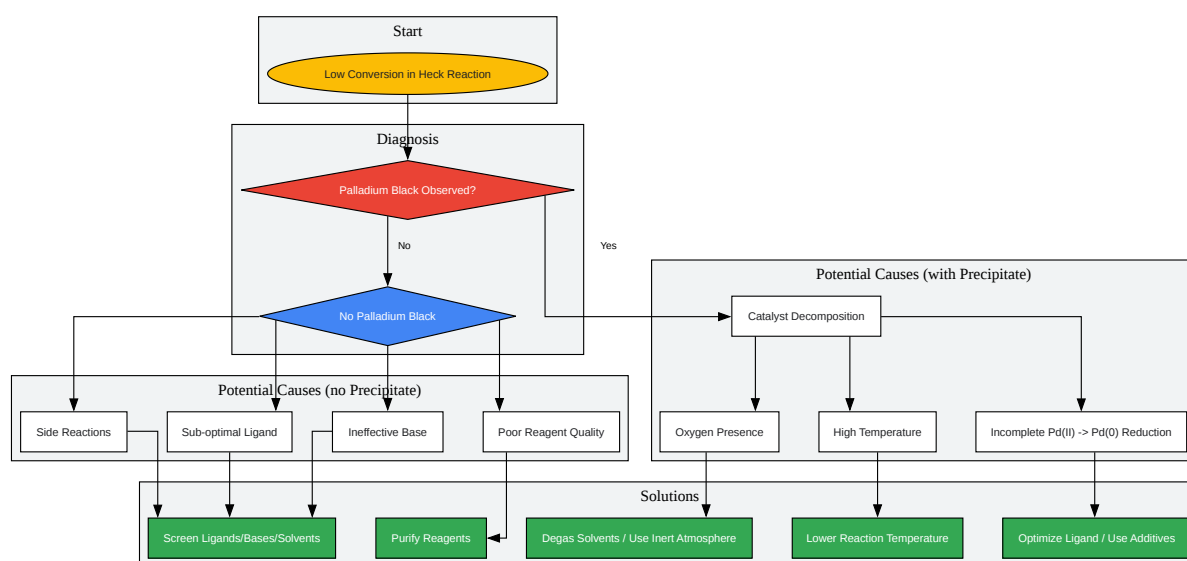 Start
Low Conversion in Heck Reaction
Diagnosis
Palladium Black Observed?
No
Yes
No Palladium Black
Potential Causes (with Precipitate)
Catalyst Decomposition
Potential Causes (no Precipitate)
Side Reactions
Sub-optimal Ligand
Ineffective Base
Poor Reagent Quality
Oxygen Presence
High Temperature
Incomplete Pd(II) -> Pd(0) Reduction
Solutions
Screen Ligands/Bases/Solvents
Purify Reagents
Degas Solvents / Use Inert Atmosphere
Lower Reaction Temperature
Optimize Ligand / Use Additives